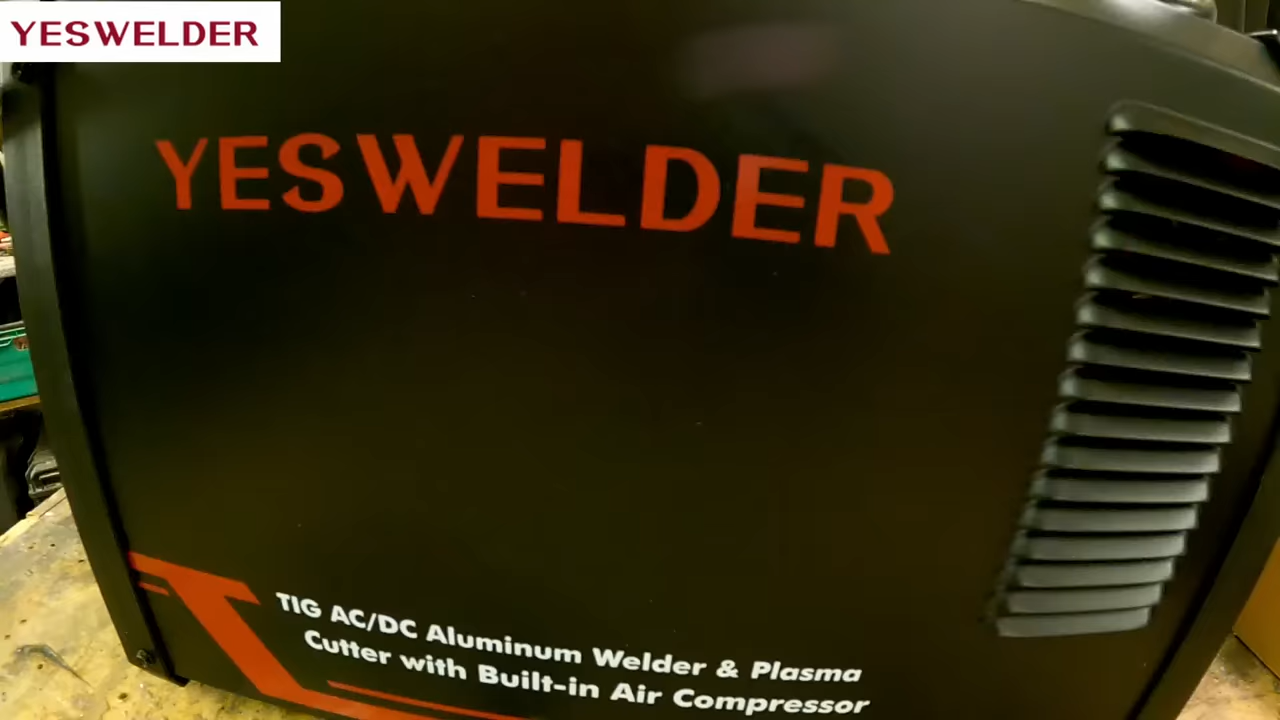 YESWELDER
YESWELDER
TIG AC/DC Aluminum Welder & Plasma
Cutter with Built-in Air Compressor